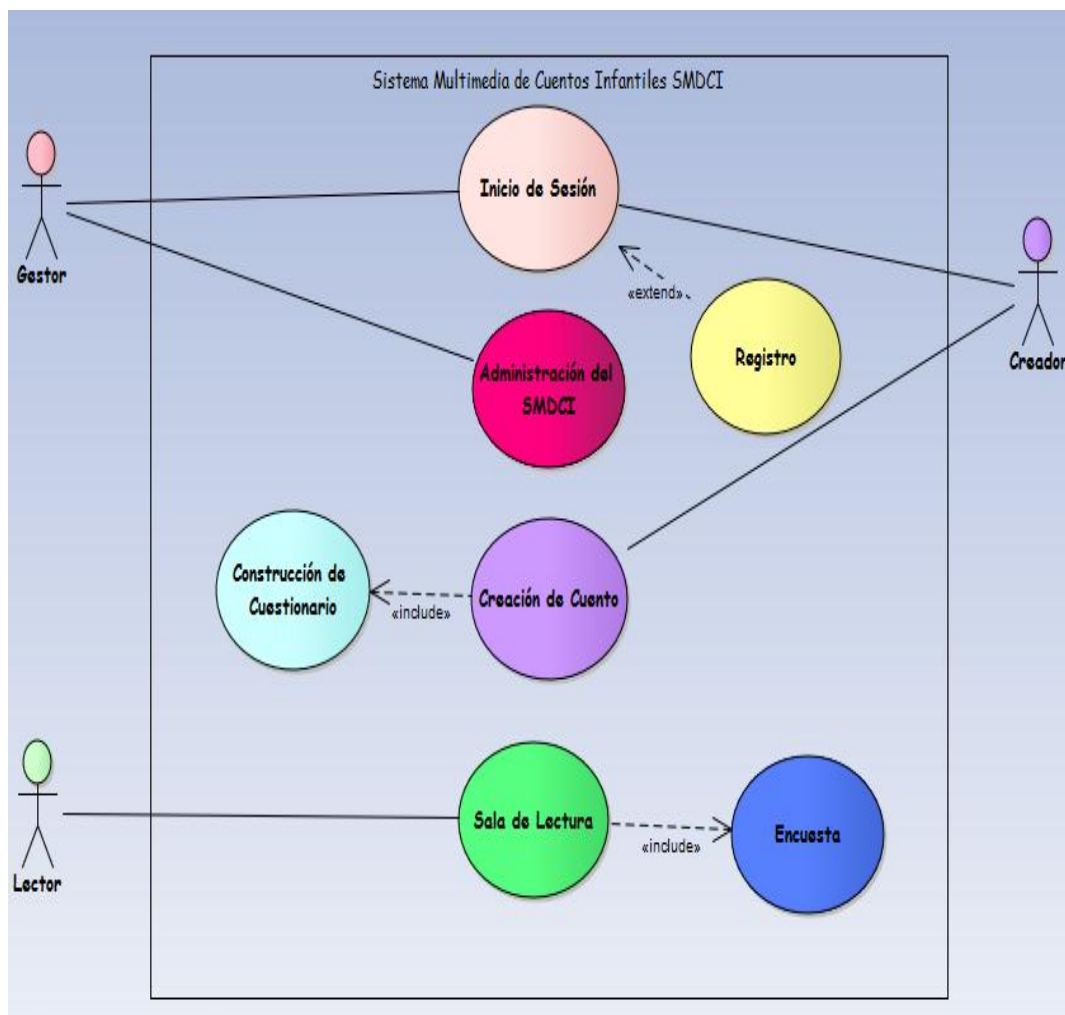 Sistema Multimedia de Cuentos Infantiles SMDCI
Inicio de Sesión
Gestor
«extend»
Registro
Creador
Administración del
SMDCI
Construcción de
Cuestionario
«include»
Creación de Cuento
Sala de Lectura
«include»
Encuesta
Lector